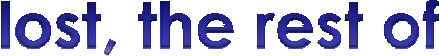 lost, the rest of